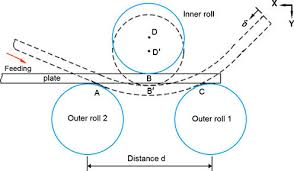 Inner roll
X
Y
δ
D
D'
Feeding
plate
B
A
B'
C
Outer roll 2
Outer roll 1
Distance d